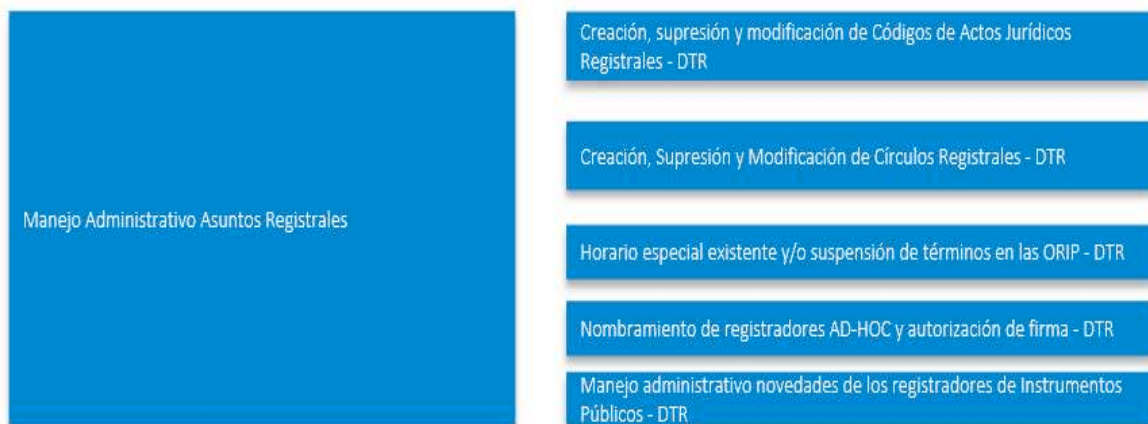 Manejo Administrativo Asuntos Registrales
Creación, supresión y modificación de Códigos de Actos Jurídicos
Registrales - DTR
Creación, Supresión y Modificación de Círculos Registrales - DTR
Horario especial existente y/o suspensión de términos en las ORIP - DTR
Nombramiento de registradores AD-HOC y autorización de firma - DTR
Manejo administrativo novedades de los registradores de Instrumentos
Públicos - DTR